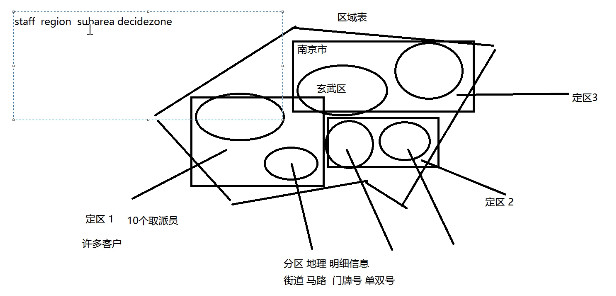 staff  region  subarea decidezone
区域表
南京市
玄武区
定区3
定区 2
定区 1
10个取派员
许多客户
分区 地理 明细信息
街道 马路  门牌号 单双号